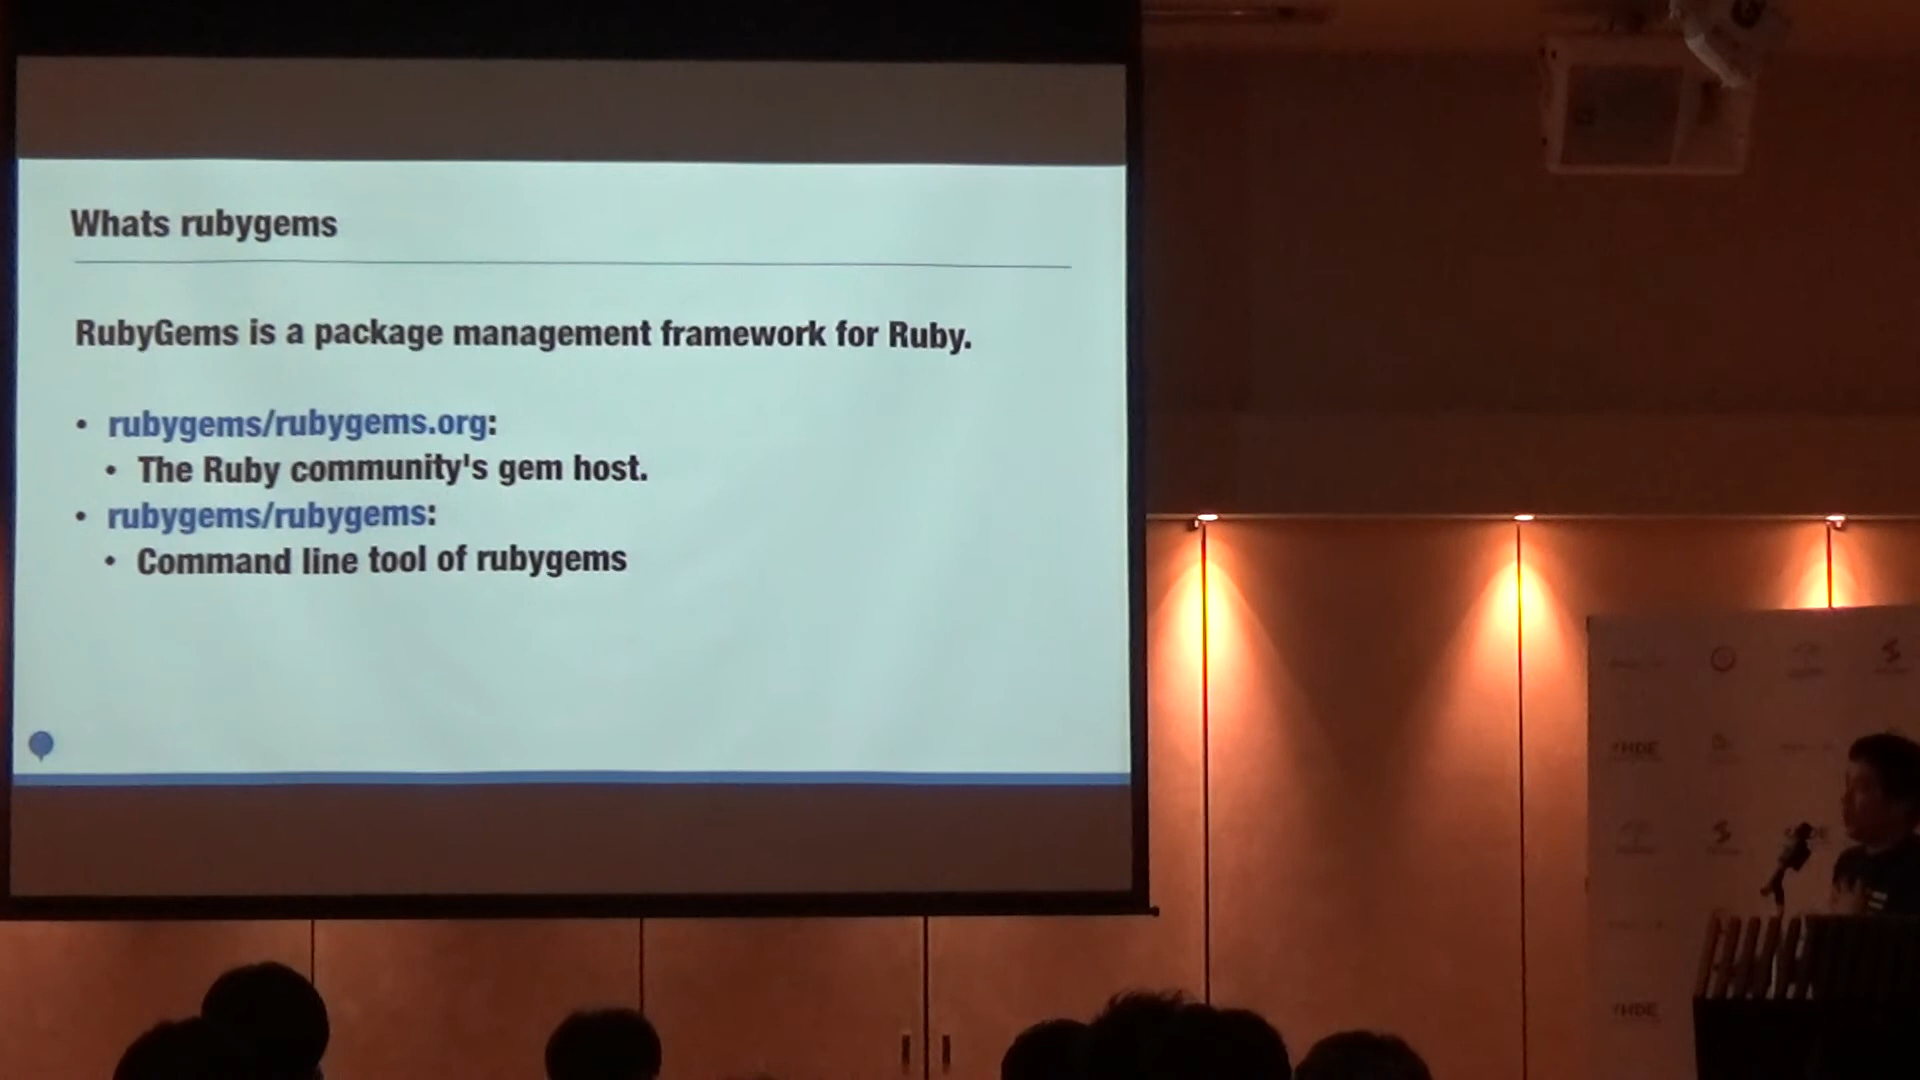 Whats rubygems
RubyGems is a package management framework for Ruby.
• rubygems/rubygems.org:
• The Ruby community's gem host.
• rubygems/rubygems:
• Command line tool of rubygems